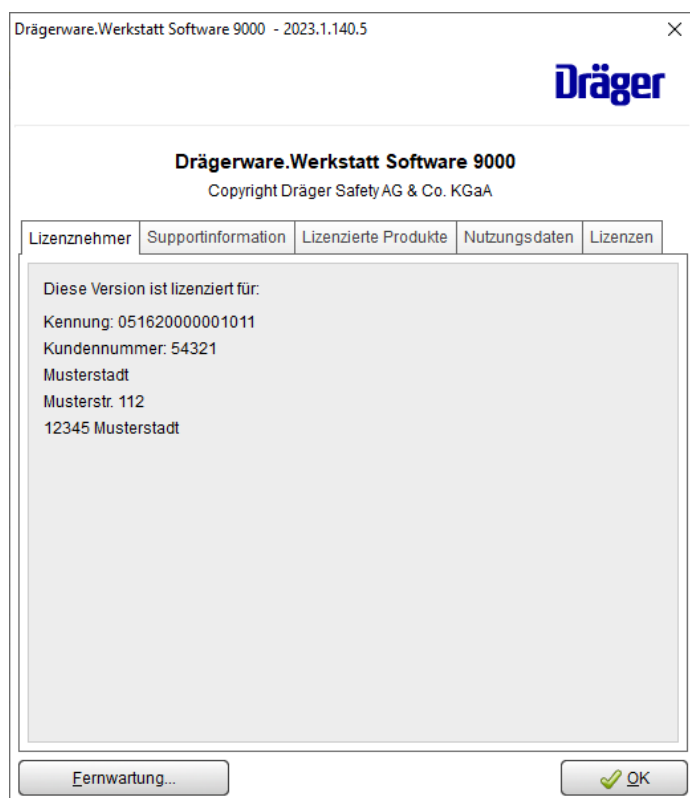 Drägerware.Werkstatt Software 9000 - 2023.1.140.5
Dräger
Drägerware.Werkstatt Software 9000
Copyright Dräger Safety AG & Co. KGaA
Lizenznehmer Supportinformation Lizenzierte Produkte Nutzungsdaten Lizenzen
Diese Version ist lizenziert für:
Kennung: 051620000001011
Kundennummer: 54321
Musterstadt
Musterstr. 112
12345 Musterstadt
Fernwartung... OK